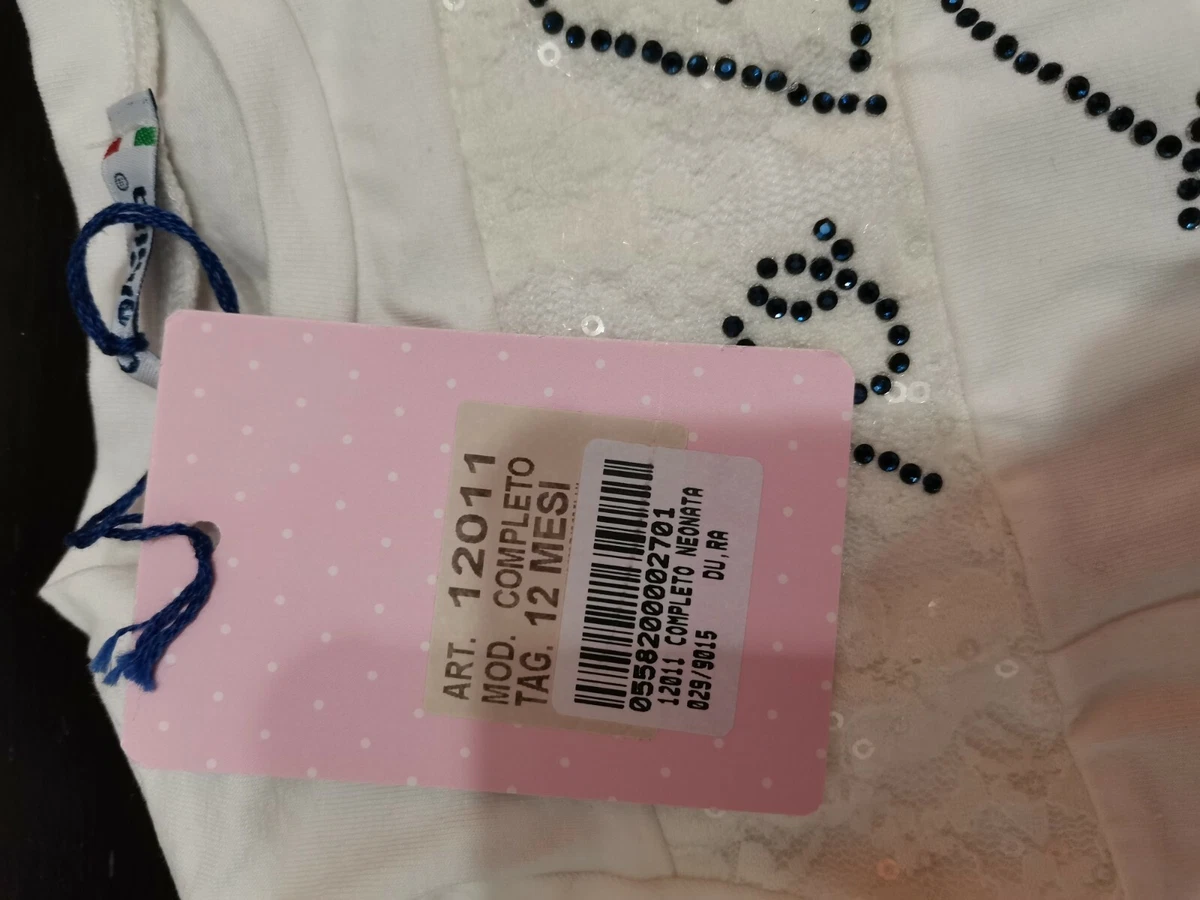 ART. 12011
MOD. COMPLETO
TAG. 12 MESI
0558200002701
12011 COMPLETO NEONATA
029/9015 DU,RA